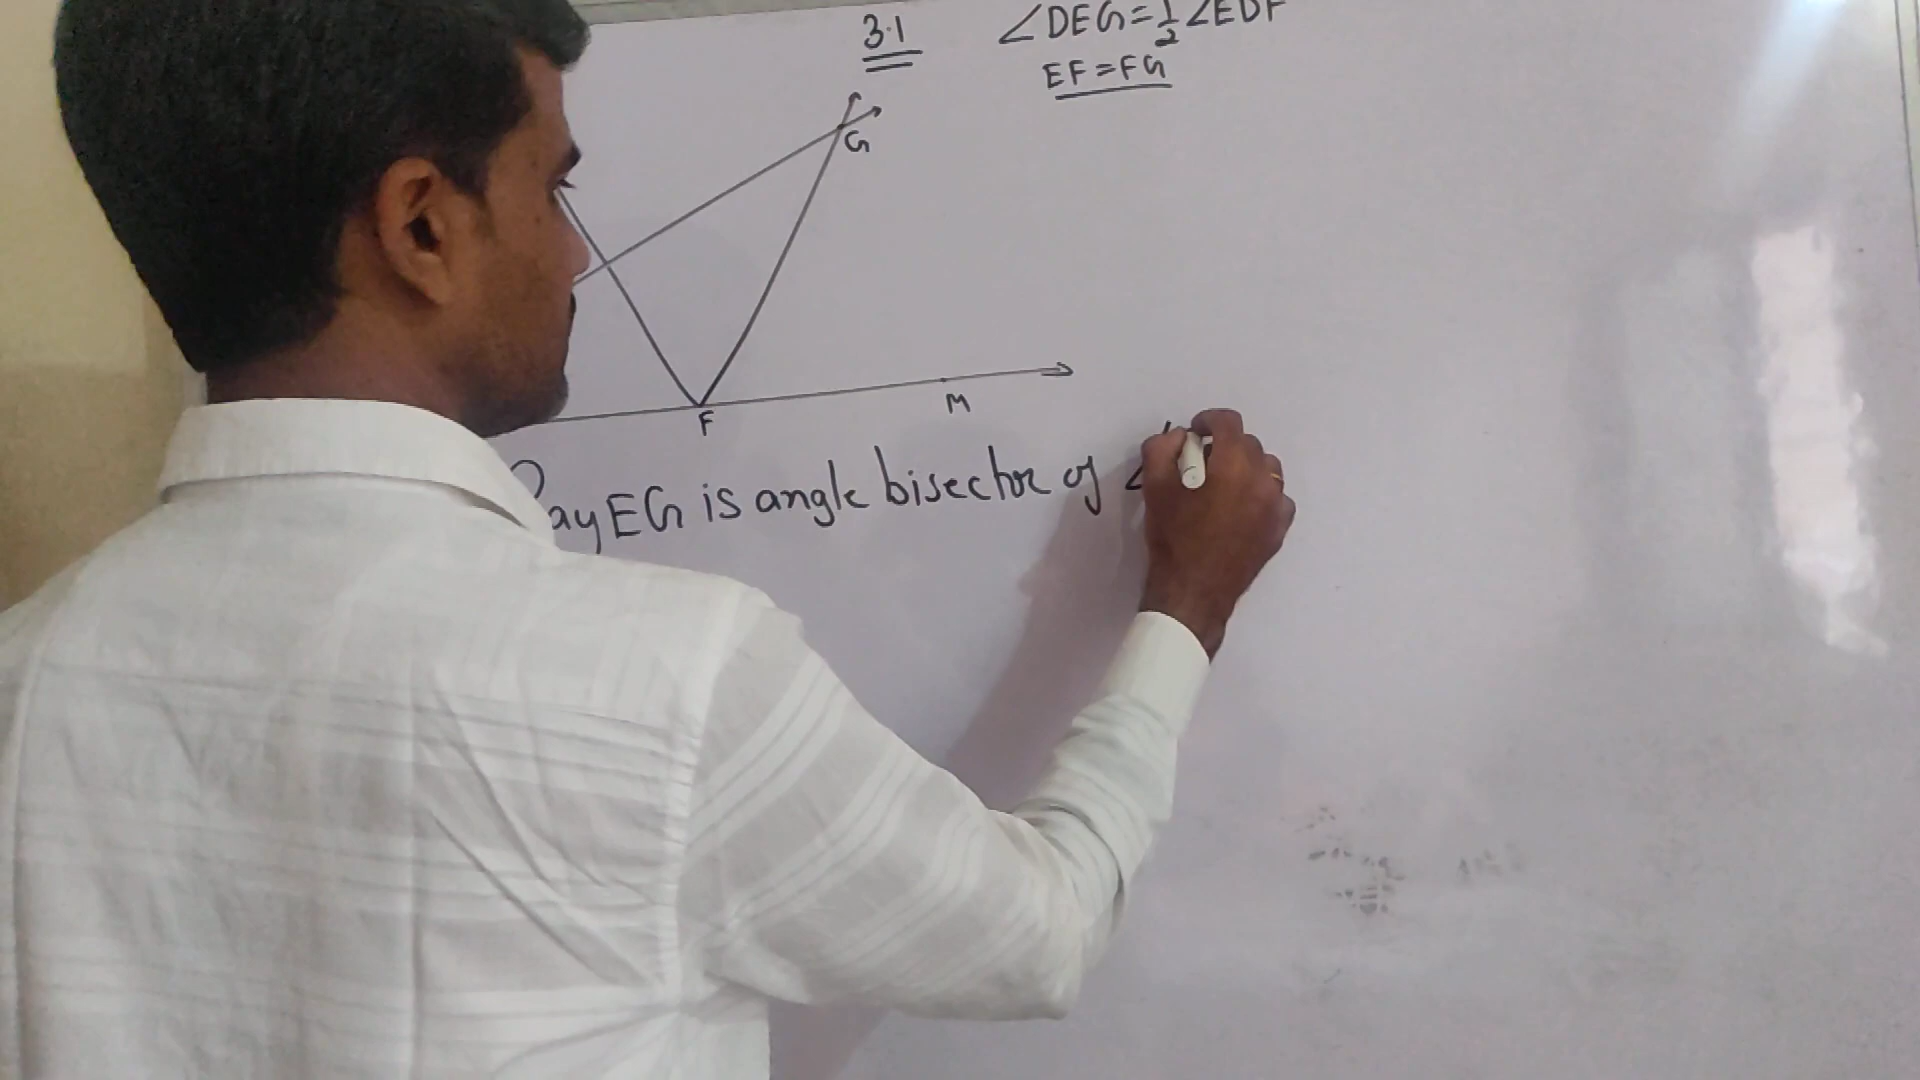 3.1
∠DEG = 1/2 ∠EDF
EF = FG
G
F
M
ay EG is angle bisector of ∠